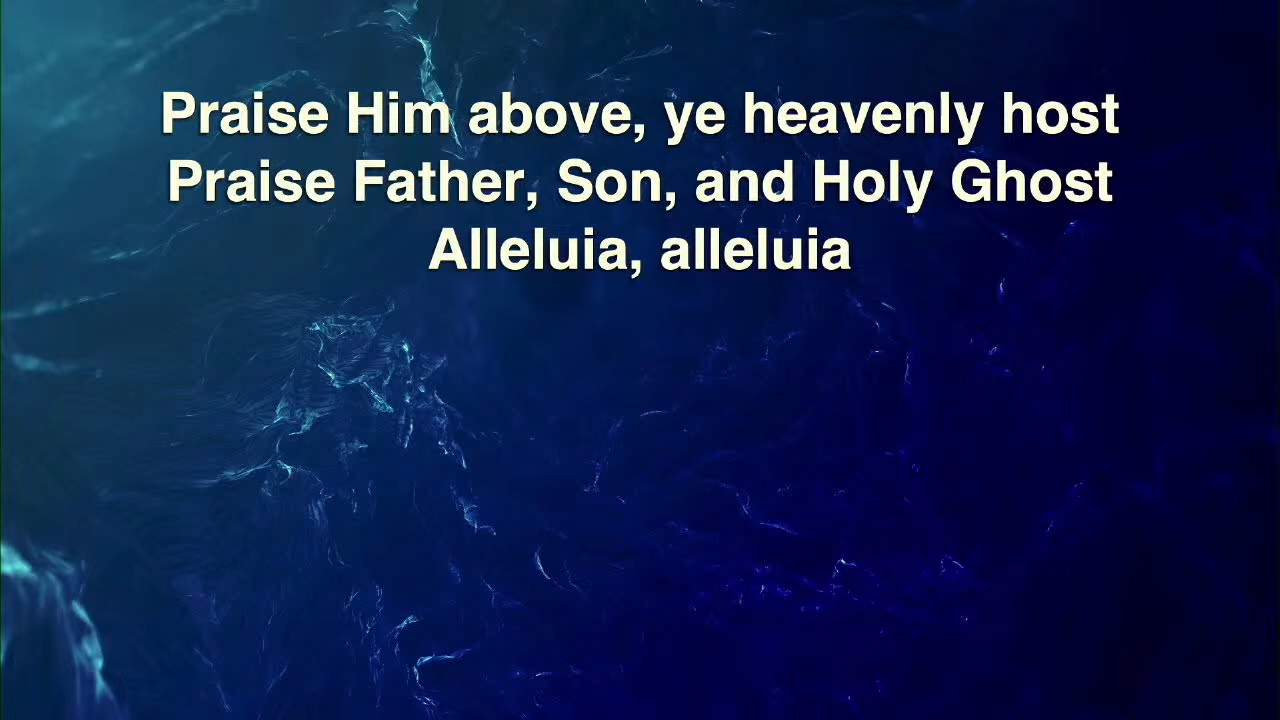 Praise Him above, ye heavenly host
Praise Father, Son, and Holy Ghost
Alleluia, alleluia